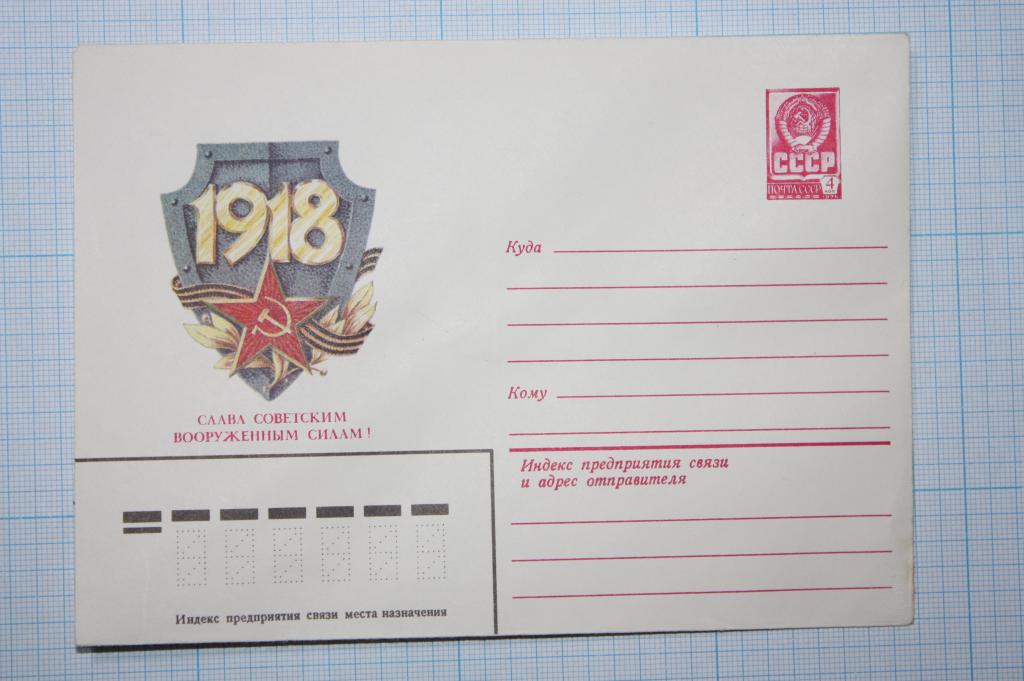 1918
СЛАВА СОВЕТСКИМ
ВООРУЖЕННЫМ СИЛАМ!
СССР
ПОЧТА СССР
4
КОП
Куда
Кому
Индекс предприятия связи
и адрес отправителя
Индекс предприятия связи места назначения